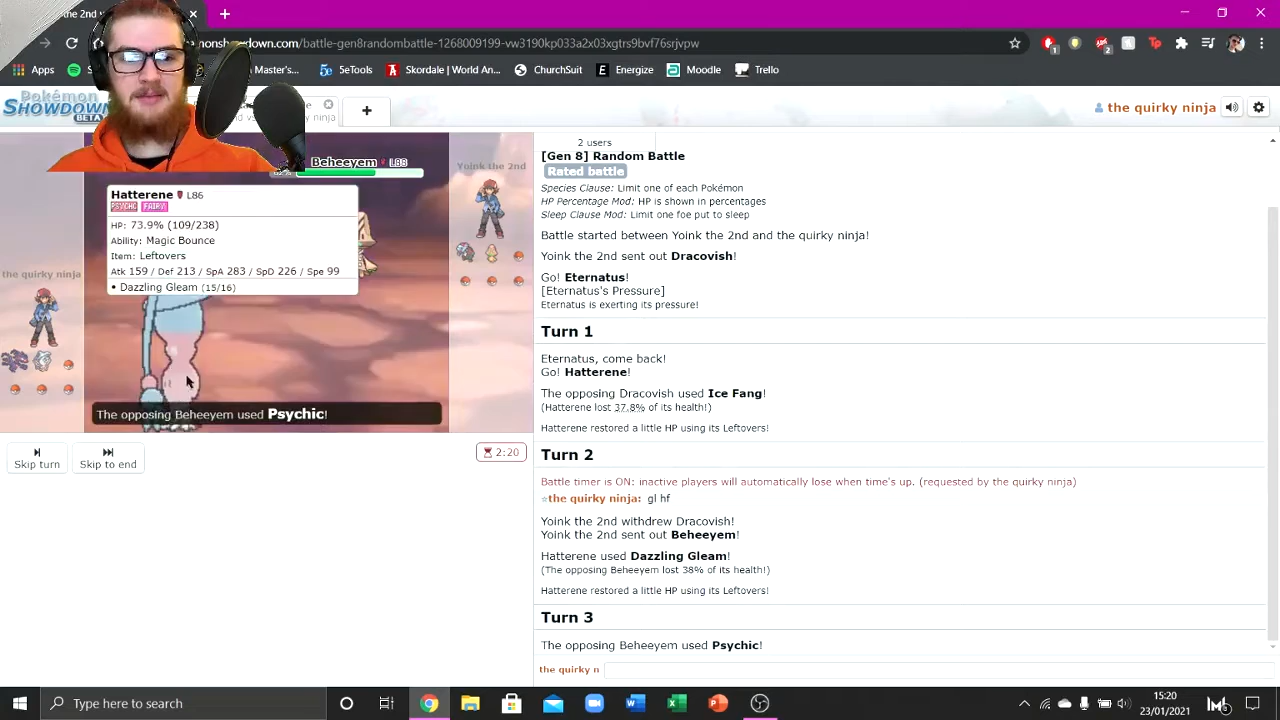 The 2nd v
onshowdown.com/battle-gen8randombattle-1268009199-vw3190kp033a2x03xgtrs9bvf76srjvpw
Apps
S
Master's...
5eTools
Skordale | World An...
ChurchSuit
Energize
Moodle
Trello
Pokémon
SHOWDOWN
BETA
nd vs
ny ninja
the quirky ninja
Beheeyem L88
Yoink the 2nd
Hatterene L86
PSYCHC FAIRY
HP: 73.9% (109/238)
Ability: Magic Bounce
Item: Leftovers
Atk 159 / Def 213 / SpA 283 / SpD 226 / Spe 99
• Dazzling Gleam (15/16)
the quirky ninja
The opposing Beheeyem used Psychic!
Skip turn
Skip to end
2:20
2 users
[Gen 8] Random Battle
Rated battle
Species Clause: Limit one of each Pokémon
HP Percentage Mod: HP is shown in percentages
Sleep Clause Mod: Limit one foe put to sleep
Battle started between Yoink the 2nd and the quirky ninja!
Yoink the 2nd sent out Dracovish!
Go! Eternatus!
[Eternatus's Pressure]
Eternatus is exerting its pressure!
Turn 1
Eternatus, come back!
Go! Hatterene!
The opposing Dracovish used Ice Fang!
(Hatterene lost 37.8% of its health!)
Hatterene restored a little HP using its Leftovers!
Turn 2
Battle timer is ON: inactive players will automatically lose when time's up. (requested by the quirky ninja)
☆the quirky ninja: gl hf
Yoink the 2nd withdrew Dracovish!
Yoink the 2nd sent out Beheeyem!
Hatterene used Dazzling Gleam!
(The opposing Beheeyem lost 38% of its health!)
Hatterene restored a little HP using its Leftovers!
Turn 3
The opposing Beheeyem used Psychic!
the quirky n
Type here to search
15:20
23/01/2021